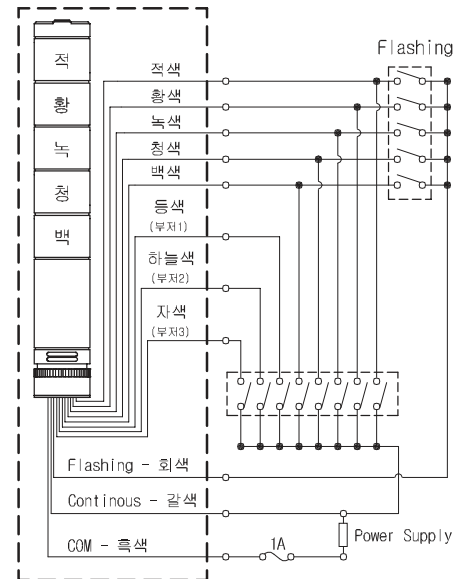 Flashing
적
황
녹
청
백
적색
황색
녹색
청색
백색
등색
(부저1)
하늘색
(부저2)
자색
(부저3)
Flashing - 회색
Continous - 갈색
COM - 흑색
1A
Power Supply